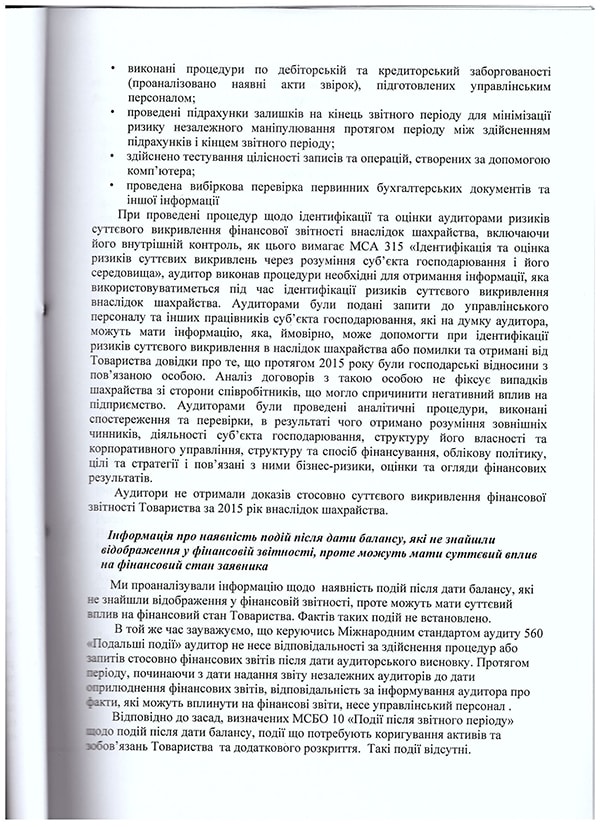 • виконані процедури по дебіторській та кредиторській заборгованості
(проаналізовано наявні акти звірок), підготовлених управлінським
персоналом;
• проведені підрахунки залишків на кінець звітного періоду для мінімізації
ризику незалежного маніпулювання протягом періоду між здійсненням
підрахунків і кінцем звітного періоду;
• здійснено тестування цілісності записів та операцій, створених за допомогою
комп’ютера;
• проведена вибіркова перевірка первинних бухгалтерських документів та
іншої інформації
При проведені процедур щодо ідентифікації та оцінки аудиторами ризиків
суттєвого викривлення фінансової звітності внаслідок шахрайства, включаючи
його внутрішній контроль, як цього вимагає МСА 315 «Ідентифікація та оцінка
ризиків суттєвих викривлень через розуміння суб’єкта господарювання і його
середовища», аудитор виконав процедури необхідні для отримання інформації, яка
використовуватиметься під час ідентифікації ризиків суттєвого викривлення
внаслідок шахрайства. Аудиторами були подані запити до управлінського
персоналу та інших працівників суб’єкта господарювання, які на думку аудитора,
можуть мати інформацію, яка, ймовірно, може допомогти при ідентифікації
ризиків суттєвого викривлення в наслідок шахрайства або помилки та отримані від
Товариства довідки про те, що протягом 2015 року були господарські відносини з
пов’язаною особою. Аналіз договорів з такою особою не фіксує випадків
шахрайства зі сторони співробітників, що могло спричинити негативний вплив на
підприємство. Аудиторами були проведені аналітичні процедури, виконані
спостереження та перевірки, в результаті чого отримано розуміння зовнішніх
чинників, діяльності суб’єкта господарювання, структуру його власності та
корпоративного управління, структуру та спосіб фінансування, облікову політику,
цілі та стратегії і пов’язані з ними бізнес-ризики, оцінки та огляди фінансових
результатів.
Аудитори не отримали доказів стосовно суттєвого викривлення фінансової
звітності Товариства за 2015 рік внаслідок шахрайства.
Інформація про наявність подій після дати балансу, які не знайшли
відображення у фінансовій звітності, проте можуть мати суттєвий вплив
на фінансовий стан заявника
Ми проаналізували інформацію щодо наявність подій після дати балансу, які
не знайшли відображення у фінансовій звітності, проте можуть мати суттєвий
вплив на фінансовий стан Товариства. Фактів таких подій не встановлено.
В той же час зауважуємо, що керуючись Міжнародним стандартом аудиту 560
«Подальші події» аудитор не несе відповідальності за здійснення процедур або
запитів стосовно фінансових звітів після дати аудиторського висновку. Протягом
періоду, починаючи з дати надання звіту незалежних аудиторів до дати
оприлюднення фінансових звітів, відповідальність за інформування аудитора про
факти, які можуть вплинути на фінансові звіти, несе управлінський персонал .
Відповідно до засад, визначених МСБО 10 «Події після звітного періоду»
щодо подій після дати балансу, події що потребують коригування активів та
зобов’язань Товариства та додаткового розкриття. Такі події відсутні.